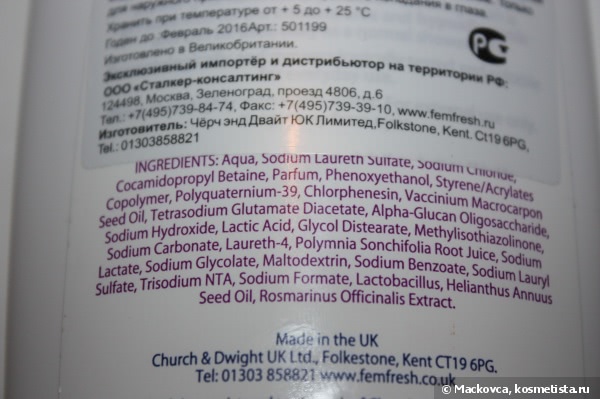 для наружного
попадания в глаза. Только
Хранить при температуре от + 5 до + 25 °C
Годен до: Февраль 2016Арт.: 501199
Изготовлено в Великобритании.
Эксклюзивный импортёр и дистрибьютор на территории РФ:
ООО «Сталкер-консалтинг»
124498, Москва, Зеленоград, проезд 4806, д.6
Тел.: +7(495)739-84-74, Факс: +7(495)739-39-10, www.femfresh.ru
Изготовитель: Чёрч энд Двайт ЮК Лимитед,Folkstone, Kent. Ct19 6PG,
Tel.: 01303858821
PC
INGREDIENTS: Aqua, Sodium Laureth Sulfate, Sodium Chloride,
Cocamidopropyl Betaine, Parfum, Phenoxyethanol, Styrene/Acrylates
Copolymer, Polyquaternium-39, Chlorphenesin, Vaccinium Macrocarpon
Seed Oil, Tetrasodium Glutamate Diacetate, Alpha-Glucan Oligosaccharide,
Sodium Hydroxide, Lactic Acid, Glycol Distearate, Methylisothiazolinone,
Sodium Carbonate, Laureth-4, Polymnia Sonchifolia Root Juice, Sodium
Lactate, Sodium Glycolate, Maltodextrin, Sodium Benzoate, Sodium Lauryl
Sulfate, Trisodium NTA, Sodium Formate, Lactobacillus, Helianthus Annuus
Seed Oil, Rosmarinus Officinalis Extract.
Made in the UK
Church & Dwight UK Ltd., Folkestone, Kent CT19 6PG.
Tel: 01303 858821 www.femfresh.co.uk
© Mackovca, kosmetista.ru